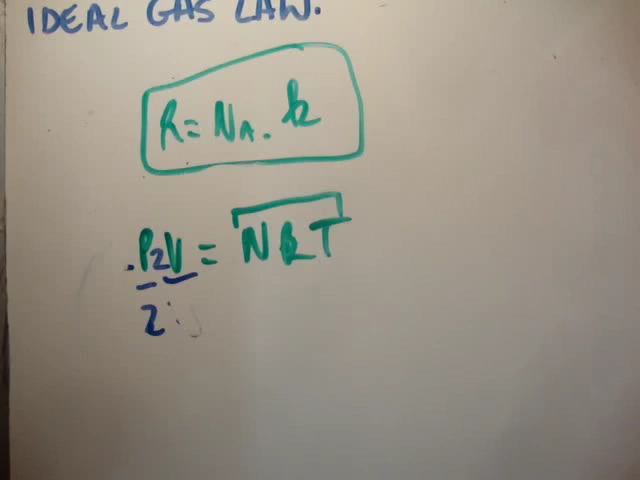 IDEAL GAS LAW.
R = NA . k
. P2V = NkT
2